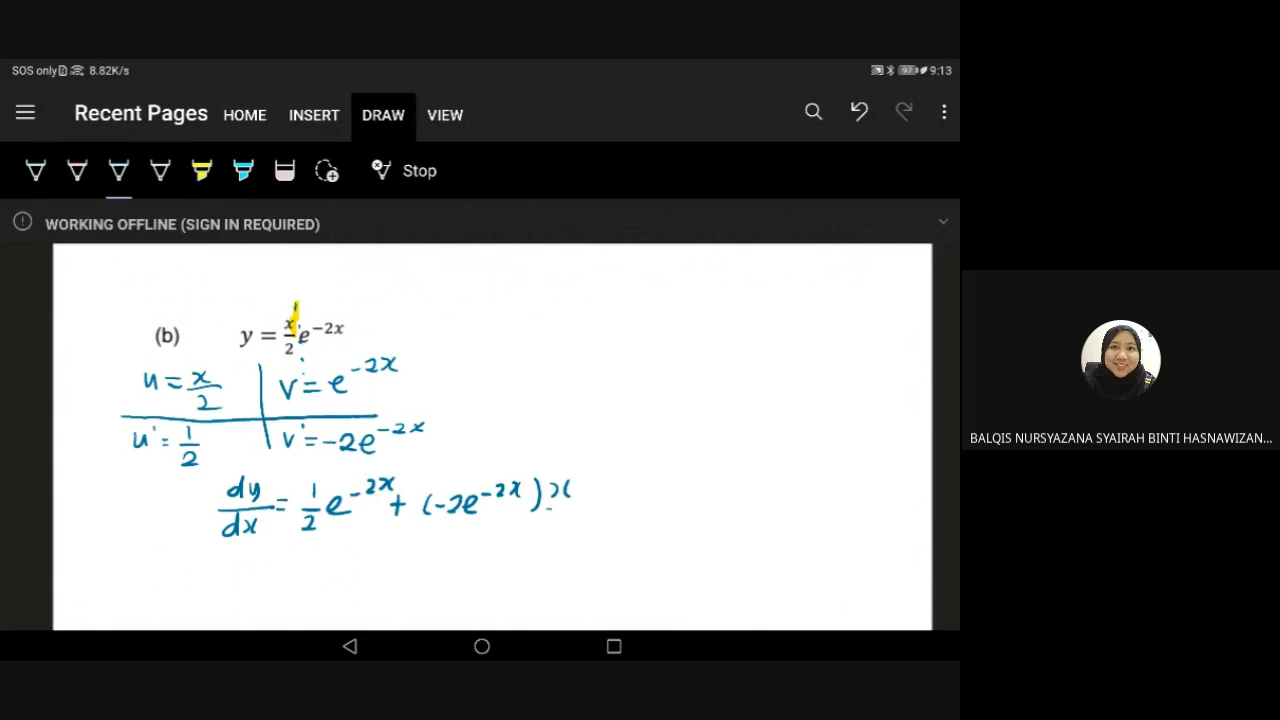 SOS only 8.82K/s 97 9:13
Recent Pages HOME INSERT DRAW VIEW
Stop
WORKING OFFLINE (SIGN IN REQUIRED)
(b) y = x/2 e^{-2x}
u = x/2 | v = e^{-2x}
u' = 1/2 | v' = -2e^{-2x}
dy/dx = 1/2 e^{-2x} + (-2e^{-2x}) x
BALQIS NURSYAZANA SYAIRAH BINTI HASNAWIZAN...